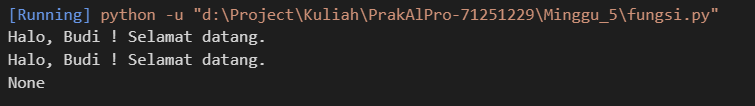 [Running] python -u "d:\Project\Kuliah\PrakAlPro-71251229\Minggu_5\fungsi.py"
Halo, Budi ! Selamat datang.
Halo, Budi ! Selamat datang.
None